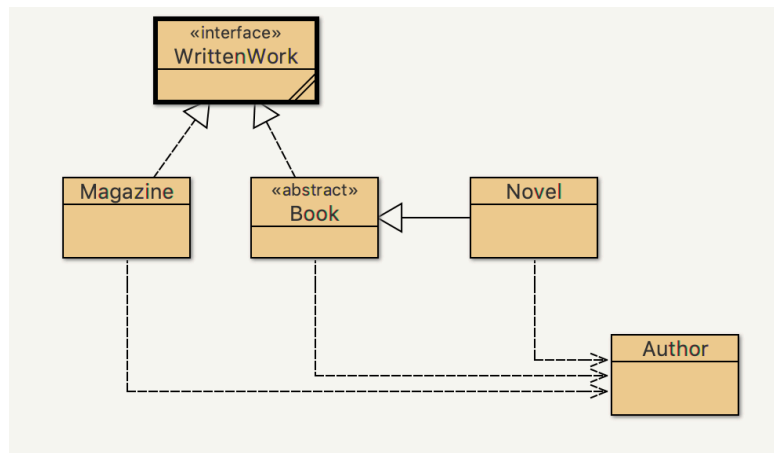 «interface»
WrittenWork
Magazine
«abstract»
Book
Novel
Author